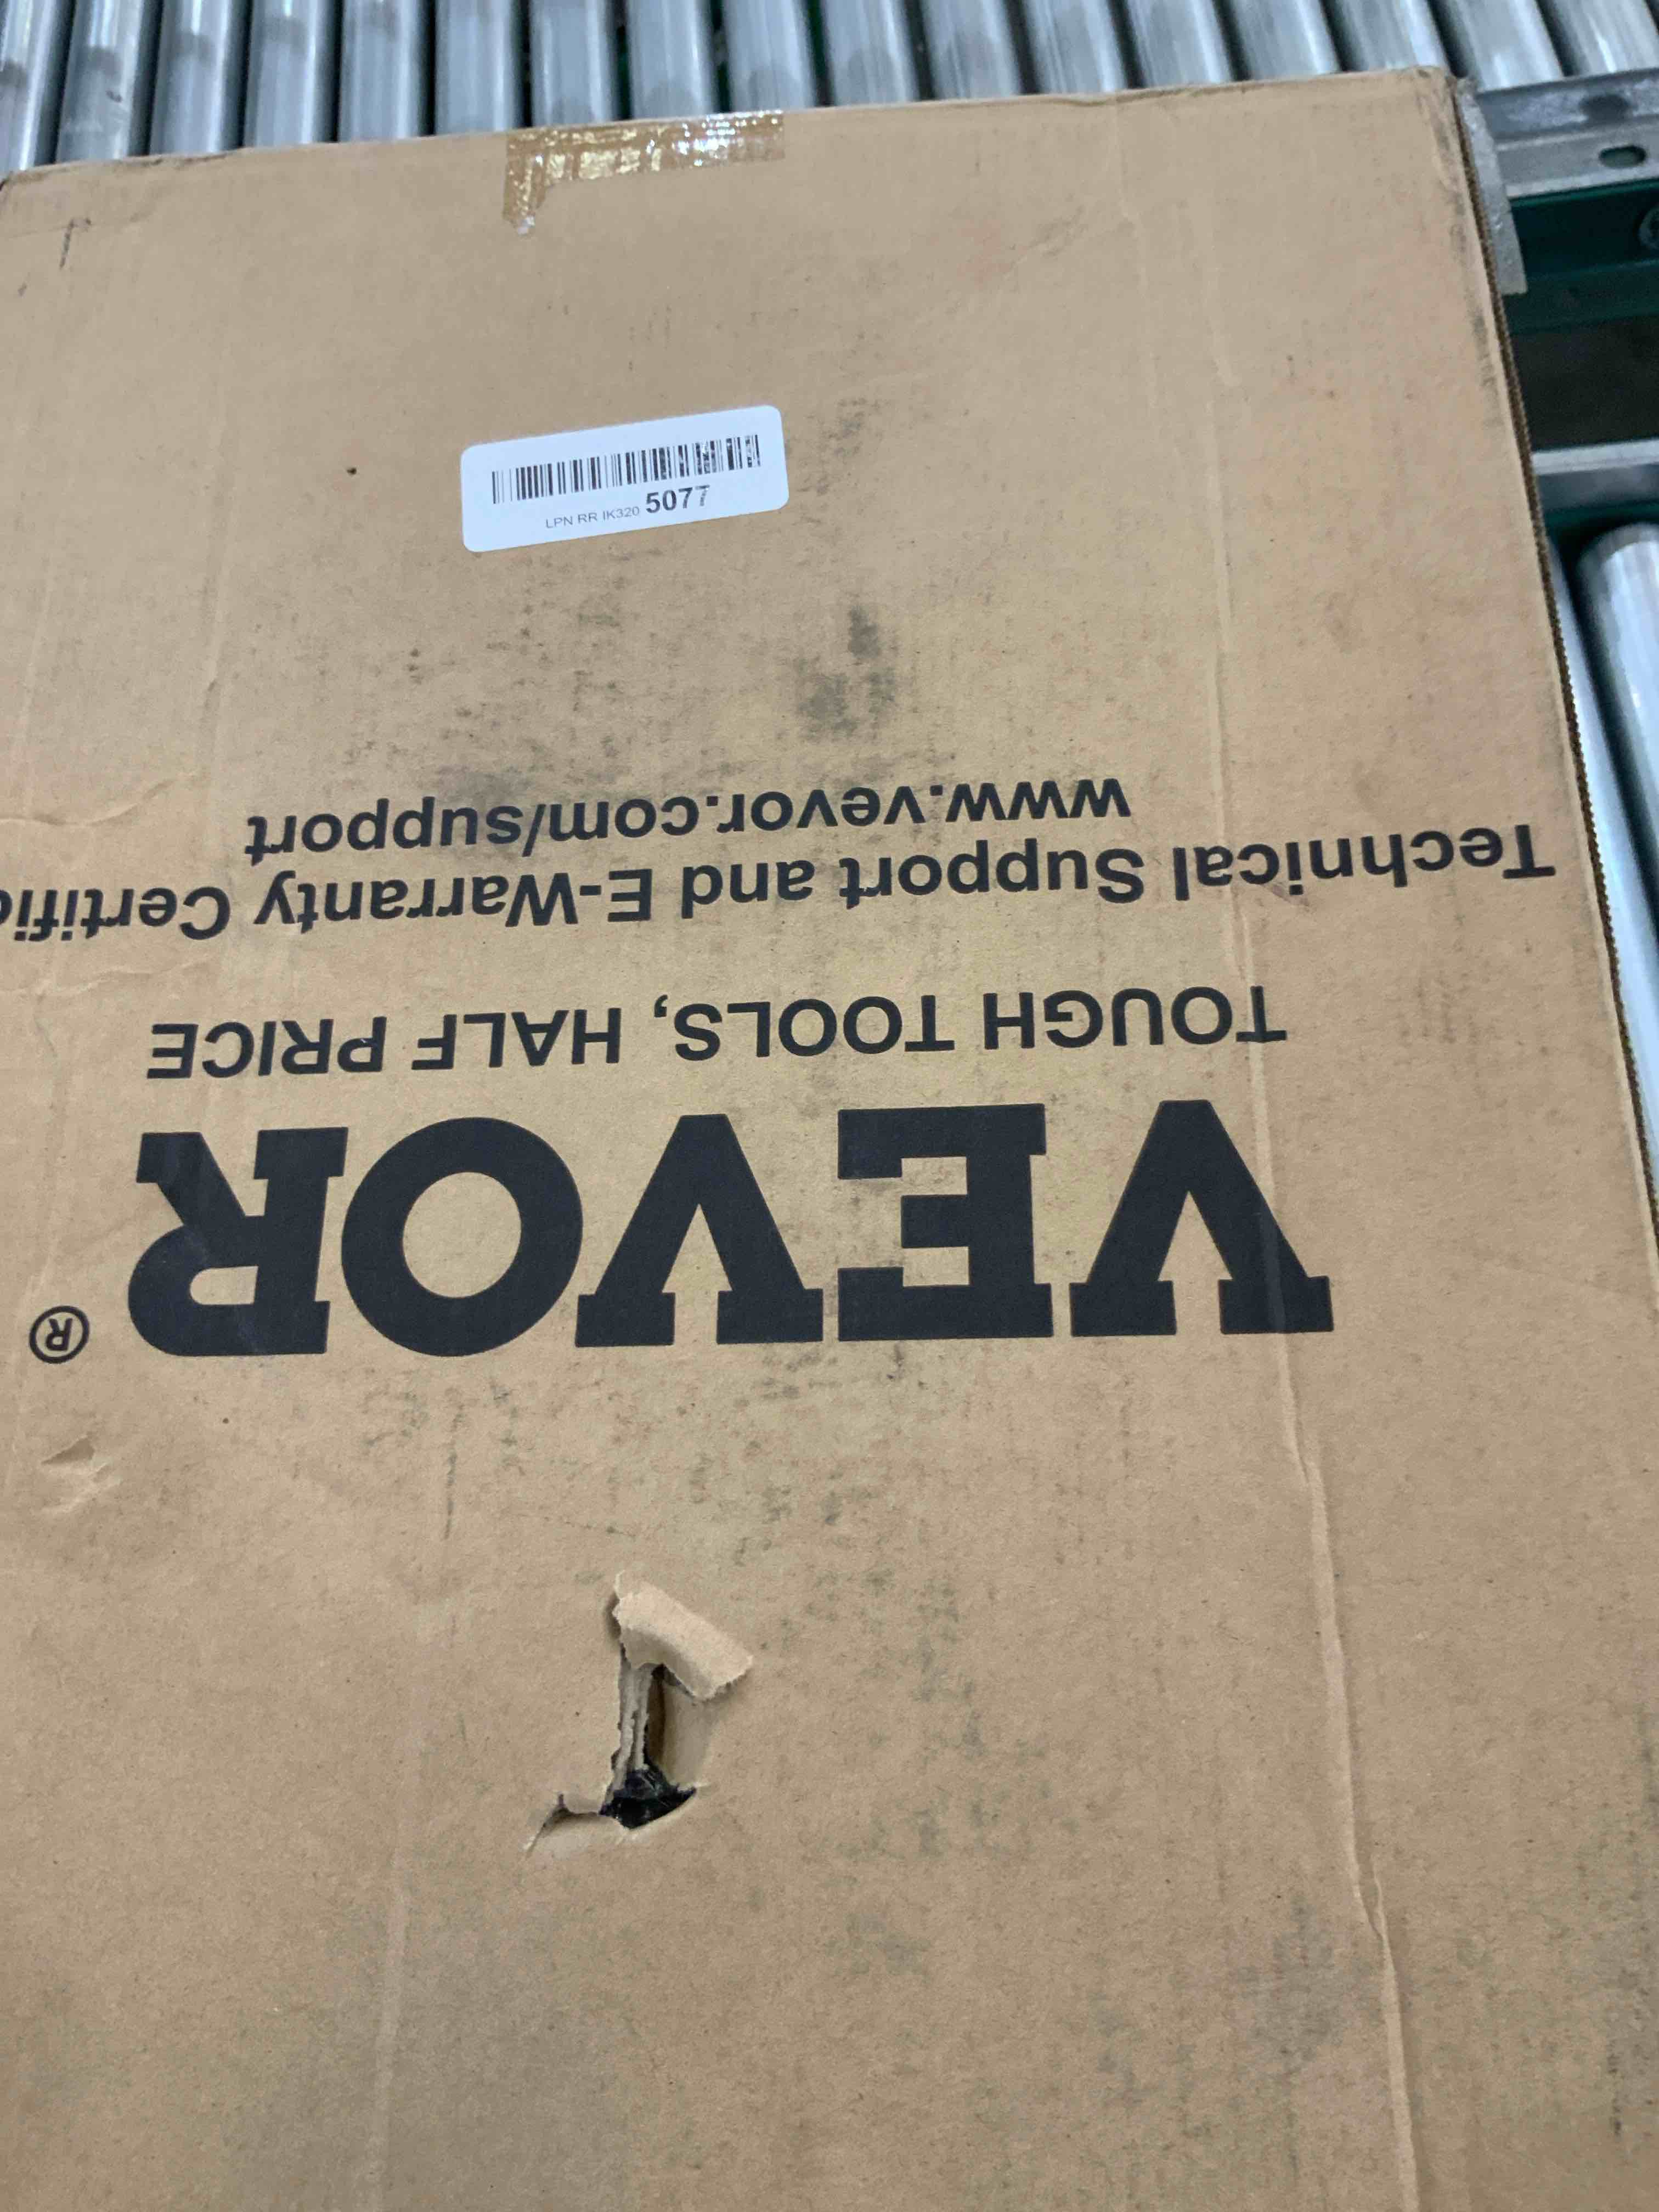 LPN RR IK320 5077
VEVOR®
TOUGH TOOLS, HALF PRICE
Technical Support and E-Warranty Certific
www.vevor.com/support